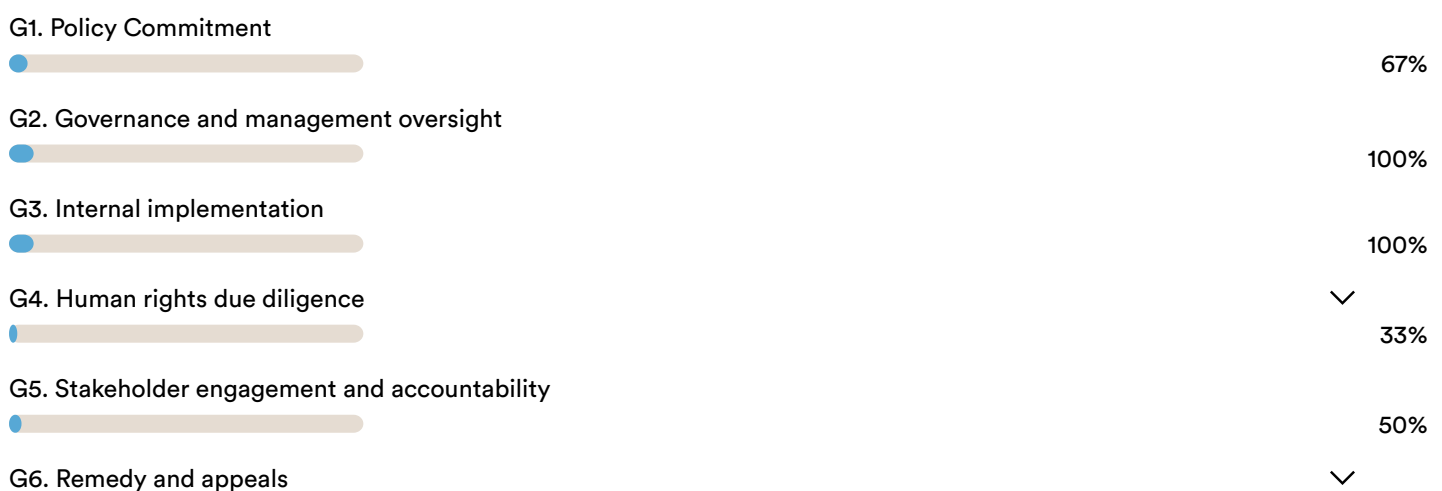 G1. Policy Commitment
67%
G2. Governance and management oversight
100%
G3. Internal implementation
100%
G4. Human rights due diligence
33%
G5. Stakeholder engagement and accountability
50%
G6. Remedy and appeals